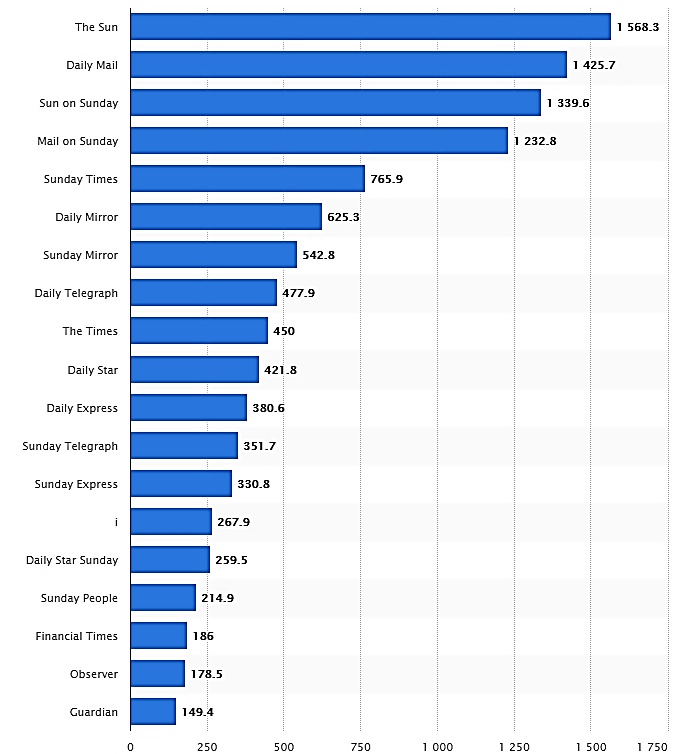 The Sun 1 568.3
Daily Mail 1 425.7
Sun on Sunday 1 339.6
Mail on Sunday 1 232.8
Sunday Times 765.9
Daily Mirror 625.3
Sunday Mirror 542.8
Daily Telegraph 477.9
The Times 450
Daily Star 421.8
Daily Express 380.6
Sunday Telegraph 351.7
Sunday Express 330.8
i 267.9
Daily Star Sunday 259.5
Sunday People 214.9
Financial Times 186
Observer 178.5
Guardian 149.4
0 250 500 750 1 000 1 250 1 500 1 750